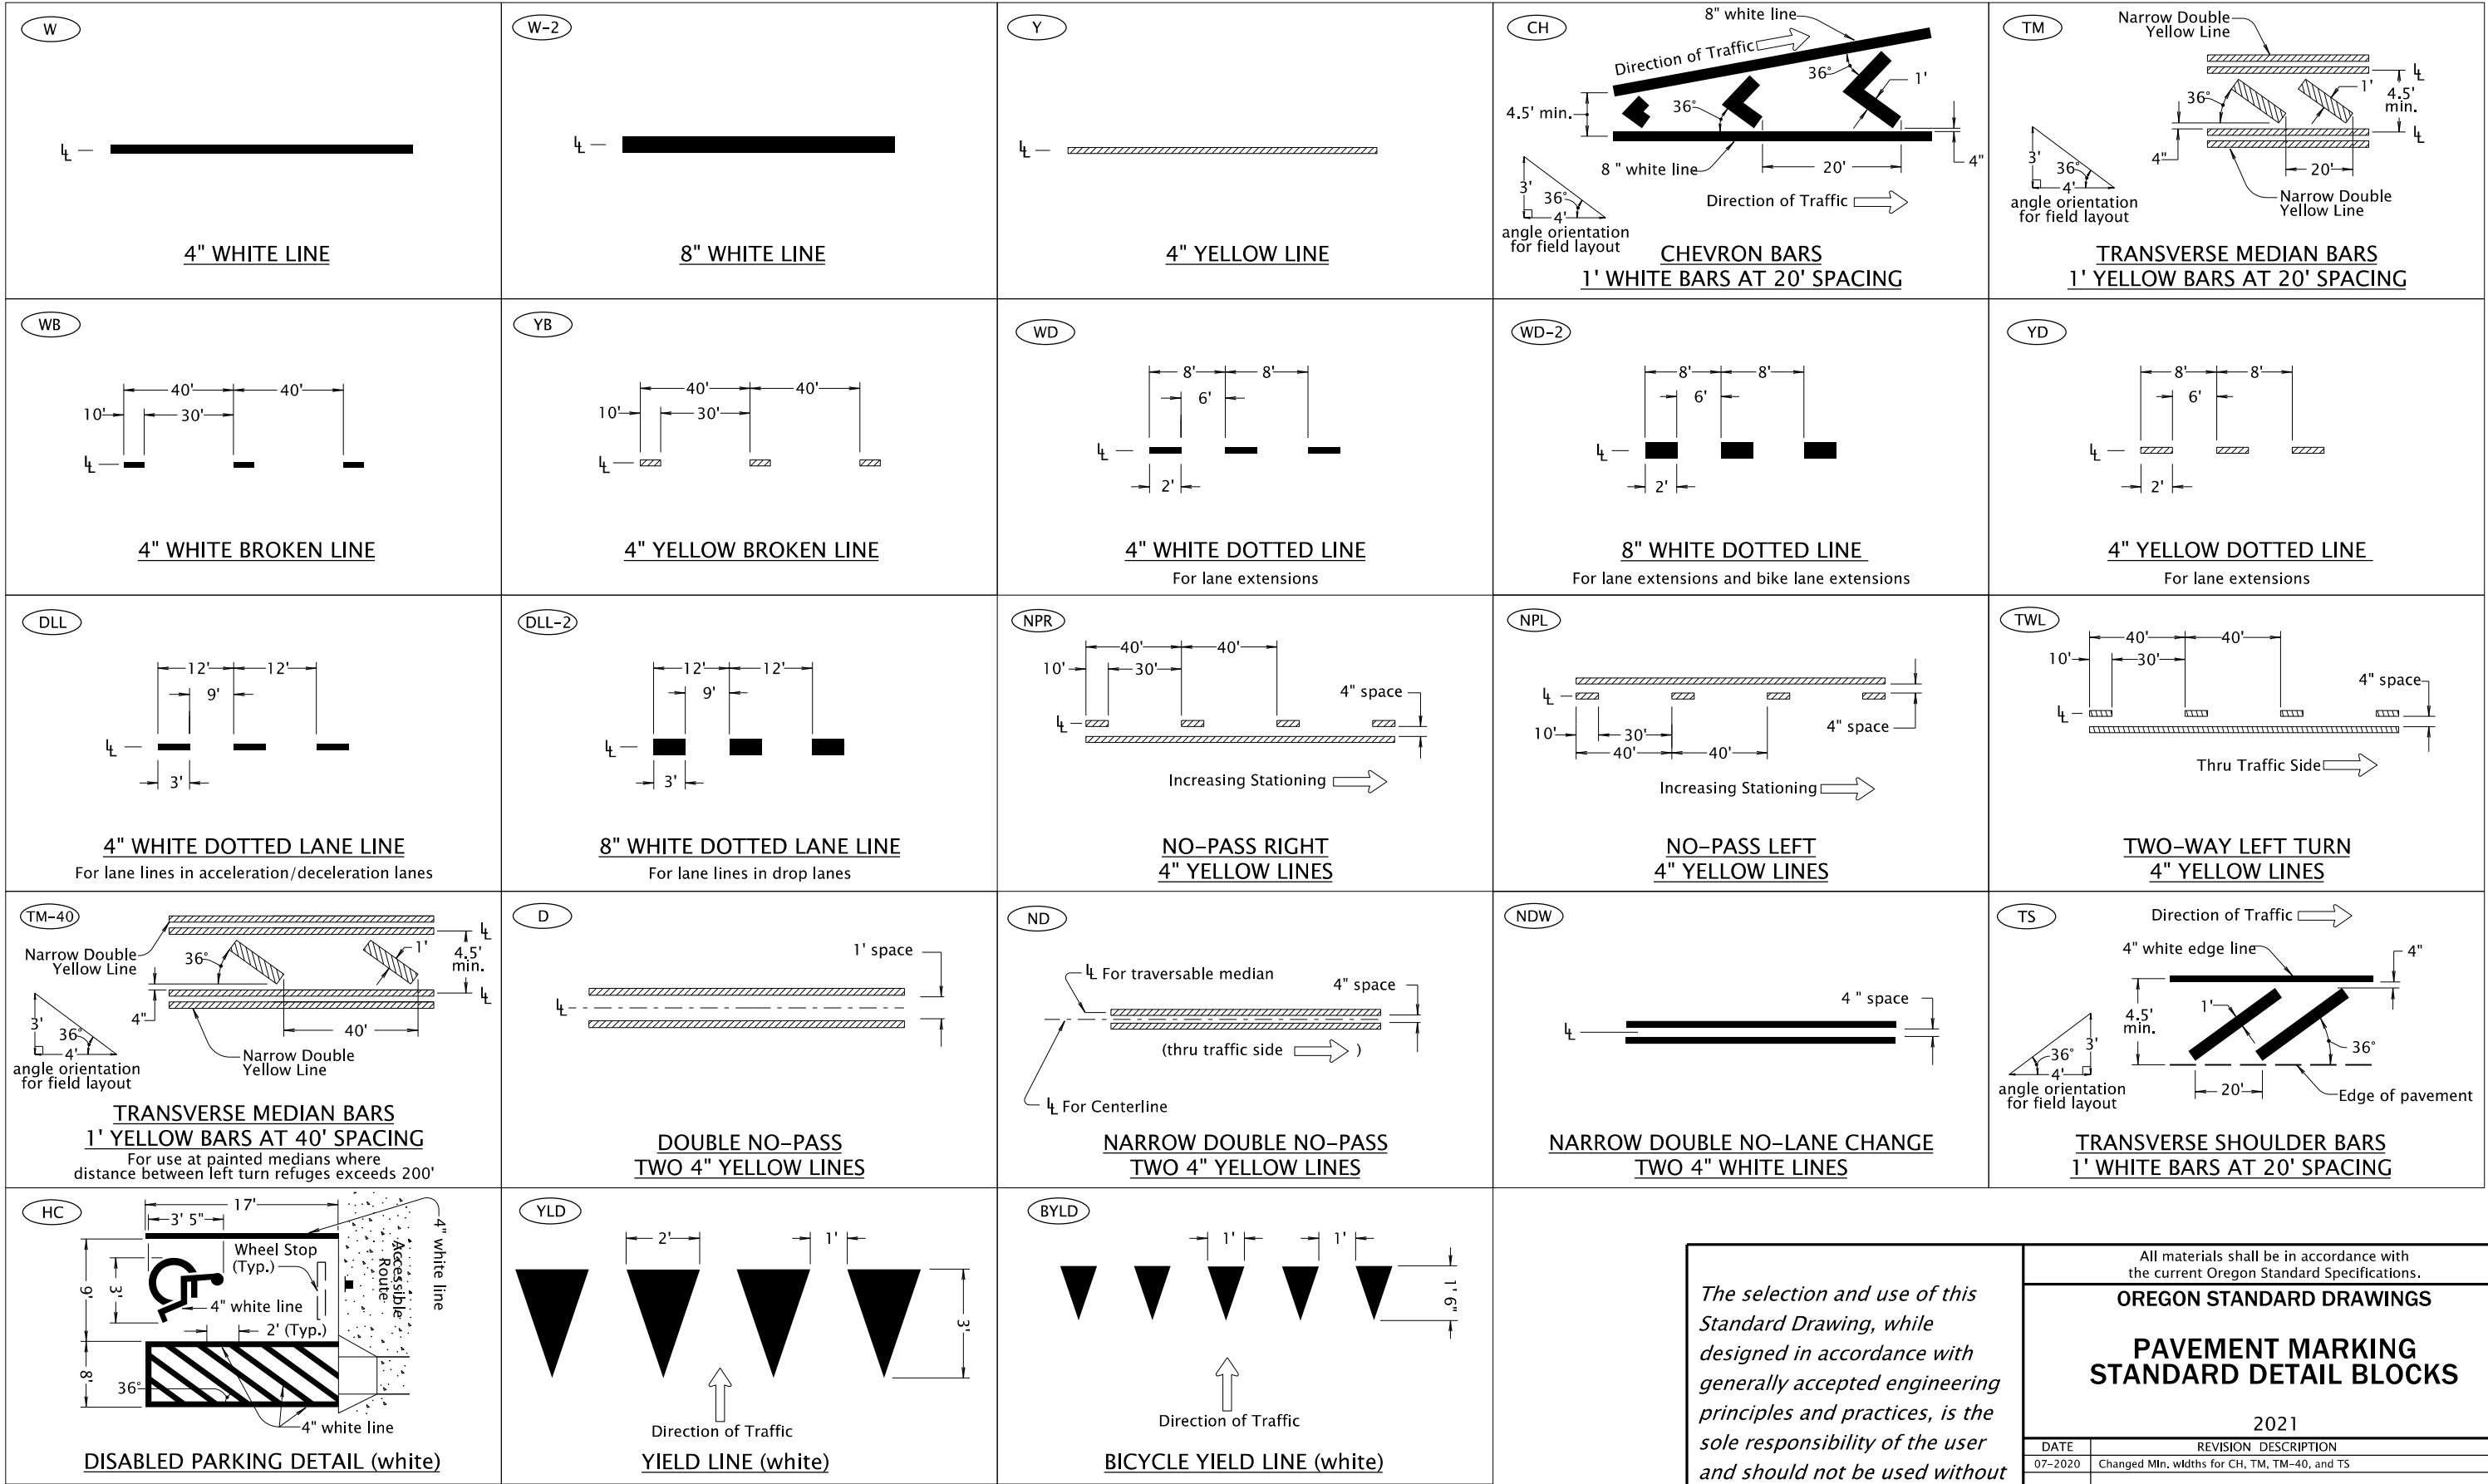 W
4" WHITE LINE
W-2
8" WHITE LINE
Y
4" YELLOW LINE
CH
8" white line
Direction of Traffic
36°
1'
4.5' min.
36°
8 " white line
20'
4"
3'
36°
4'
Direction of Traffic
angle orientation
for field layout
CHEVRON BARS
1' WHITE BARS AT 20' SPACING
TM
Narrow Double
Yellow Line
36°
1'
4.5'
min.
4"
20'
3'
36°
4'
Narrow Double
Yellow Line
angle orientation
for field layout
TRANSVERSE MEDIAN BARS
1' YELLOW BARS AT 20' SPACING
WB
40' 40'
10' 30'
4" WHITE BROKEN LINE
YB
40' 40'
10' 30'
4" YELLOW BROKEN LINE
WD
8' 8'
6'
2'
4" WHITE DOTTED LINE
For lane extensions
WD-2
8' 8'
6'
2'
8" WHITE DOTTED LINE
For lane extensions and bike lane extensions
YD
8' 8'
6'
2'
4" YELLOW DOTTED LINE
For lane extensions
DLL
12' 12'
9'
3'
4" WHITE DOTTED LANE LINE
For lane lines in acceleration/deceleration lanes
DLL-2
12' 12'
9'
3'
8" WHITE DOTTED LANE LINE
For lane lines in drop lanes
NPR
40' 40'
10' 30'
4" space
Increasing Stationing
NO-PASS RIGHT
4" YELLOW LINES
NPL
4" space
10' 30'
40' 40'
Increasing Stationing
NO-PASS LEFT
4" YELLOW LINES
TWL
40' 40'
10' 30'
4" space
Thru Traffic Side
TWO-WAY LEFT TURN
4" YELLOW LINES
TM-40
Narrow Double
Yellow Line
36°
1'
4.5'
min.
4"
40'
3'
36°
4'
Narrow Double
Yellow Line
angle orientation
for field layout
TRANSVERSE MEDIAN BARS
1' YELLOW BARS AT 40' SPACING
For use at painted medians where
distance between left turn refuges exceeds 200'
D
1' space
DOUBLE NO-PASS
TWO 4" YELLOW LINES
ND
For traversable median
4" space
(thru traffic side )
For Centerline
NARROW DOUBLE NO-PASS
TWO 4" YELLOW LINES
NDW
4 " space
NARROW DOUBLE NO-LANE CHANGE
TWO 4" WHITE LINES
TS
Direction of Traffic
4" white edge line
4"
4.5'
min.
1'
36°
3'
36°
4'
20'
Edge of pavement
angle orientation
for field layout
TRANSVERSE SHOULDER BARS
1' WHITE BARS AT 20' SPACING
HC
17'
3' 5"
Wheel Stop
(Typ.)
Accessible
Route
4" white line
9'
3'
4" white line
2' (Typ.)
8'
36°
4" white line
DISABLED PARKING DETAIL (white)
YLD
2' 1'
3'
Direction of Traffic
YIELD LINE (white)
BYLD
1' 1'
1' 6"
Direction of Traffic
BICYCLE YIELD LINE (white)
The selection and use of this
Standard Drawing, while
designed in accordance with
generally accepted engineering
principles and practices, is the
sole responsibility of the user
and should not be used without
All materials shall be in accordance with
the current Oregon Standard Specifications.
OREGON STANDARD DRAWINGS
PAVEMENT MARKING
STANDARD DETAIL BLOCKS
2021
DATE REVISION DESCRIPTION
07-2020 Changed Min. widths for CH, TM, TM-40, and TS